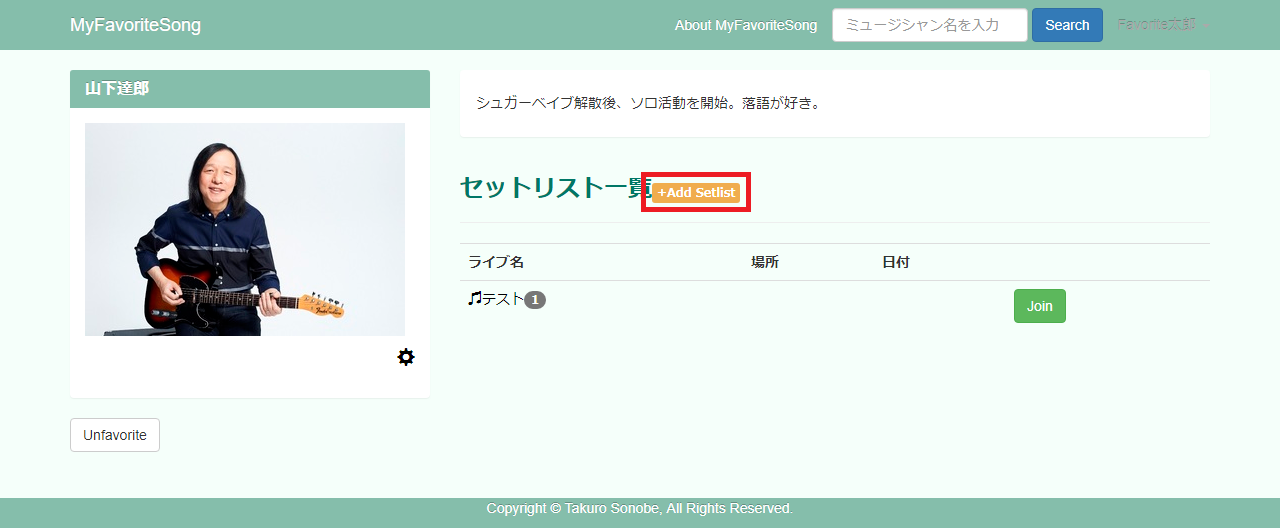 MyFavoriteSong
About MyFavoriteSong
ミュージシャン名を入力
Search
Favorite太郎
山下達郎
シュガーベイブ解散後、ソロ活動を開始。落語が好き。
セットリスト一覧 +Add Setlist
ライブ名 場所 日付
テスト 1
Join
Unfavorite
Copyright © Takuro Sonobe, All Rights Reserved.